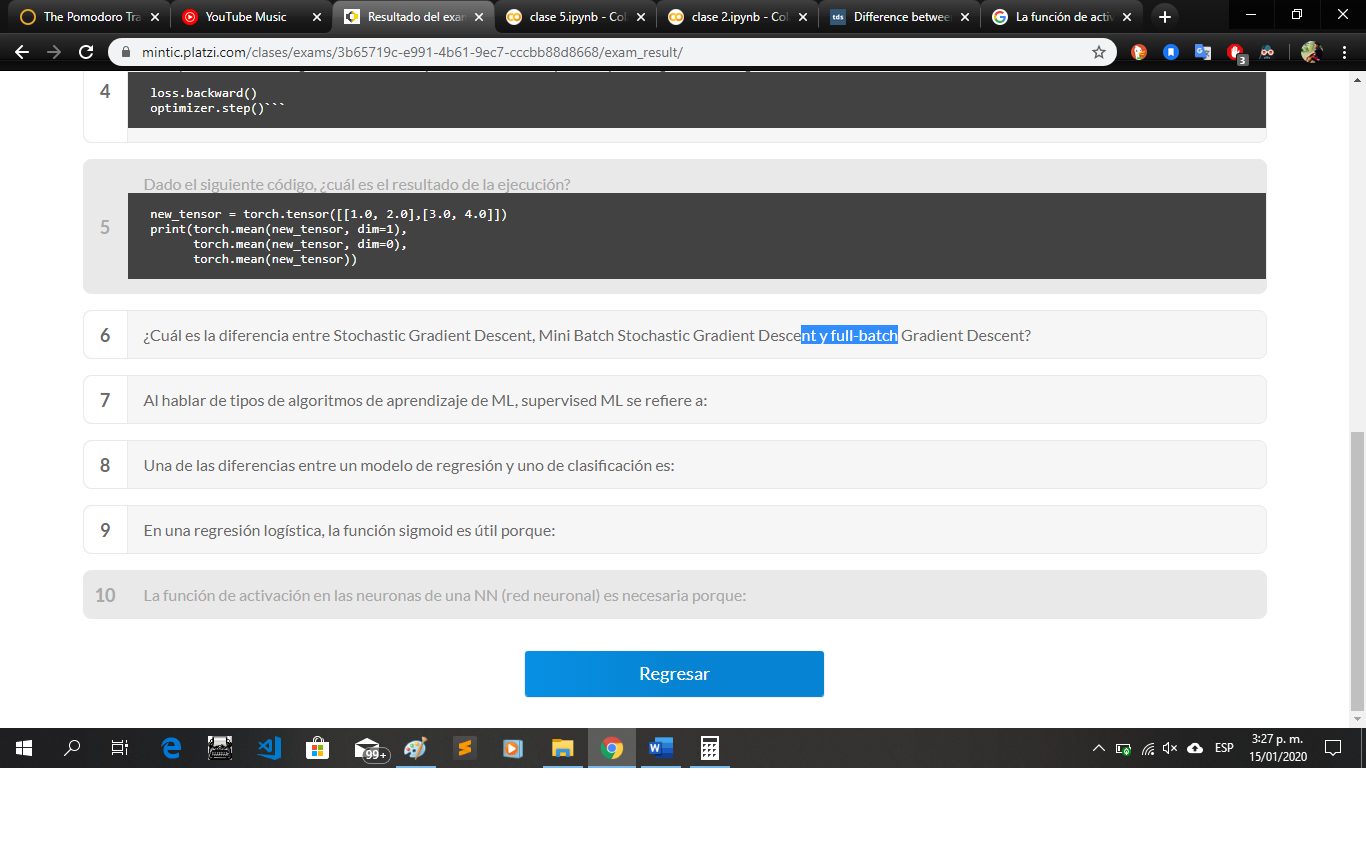 The Pomodoro Tra
YouTube Music
Resultado del exan
clase 5.ipynb - Col
clase 2.ipynb - Col
tds
Difference betwee
La función de activ
mintic.platzi.com/clases/exams/3b65719c-e991-4b61-9ec7-cccbb88d8668/exam_result/
3
4
loss.backward()
optimizer.step()```
Dado el siguiente código, ¿cuál es el resultado de la ejecución?
5
new_tensor = torch.tensor([[1.0, 2.0],[3.0, 4.0]])
print(torch.mean(new_tensor, dim=1),
torch.mean(new_tensor, dim=0),
torch.mean(new_tensor))
6 ¿Cuál es la diferencia entre Stochastic Gradient Descent, Mini Batch Stochastic Gradient Descent y full-batch Gradient Descent?
7 Al hablar de tipos de algoritmos de aprendizaje de ML, supervised ML se refiere a:
8 Una de las diferencias entre un modelo de regresión y uno de clasificación es:
9 En una regresión logística, la función sigmoid es útil porque:
10 La función de activación en las neuronas de una NN (red neuronal) es necesaria porque:
Regresar
99+
ESP
3:27 p. m.
15/01/2020